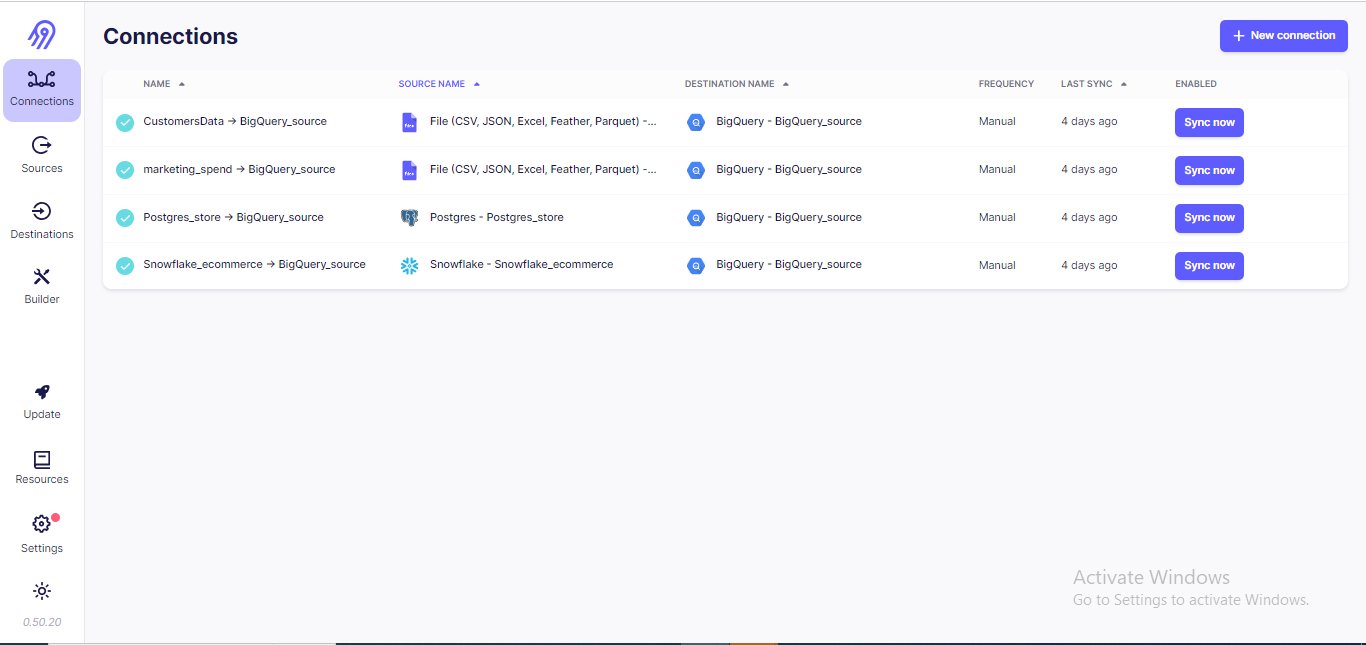 Connections
+ New connection
NAME SOURCE NAME DESTINATION NAME FREQUENCY LAST SYNC ENABLED
CustomersData → BigQuery_source File (CSV, JSON, Excel, Feather, Parquet) -... BigQuery - BigQuery_source Manual 4 days ago Sync now
marketing_spend → BigQuery_source File (CSV, JSON, Excel, Feather, Parquet) -... BigQuery - BigQuery_source Manual 4 days ago Sync now
Postgres_store → BigQuery_source Postgres - Postgres_store BigQuery - BigQuery_source Manual 4 days ago Sync now
Snowflake_ecommerce → BigQuery_source Snowflake - Snowflake_ecommerce BigQuery - BigQuery_source Manual 4 days ago Sync now
Connections
Sources
Destinations
Builder
Update
Resources
Settings
0.50.20
Activate Windows
Go to Settings to activate Windows.